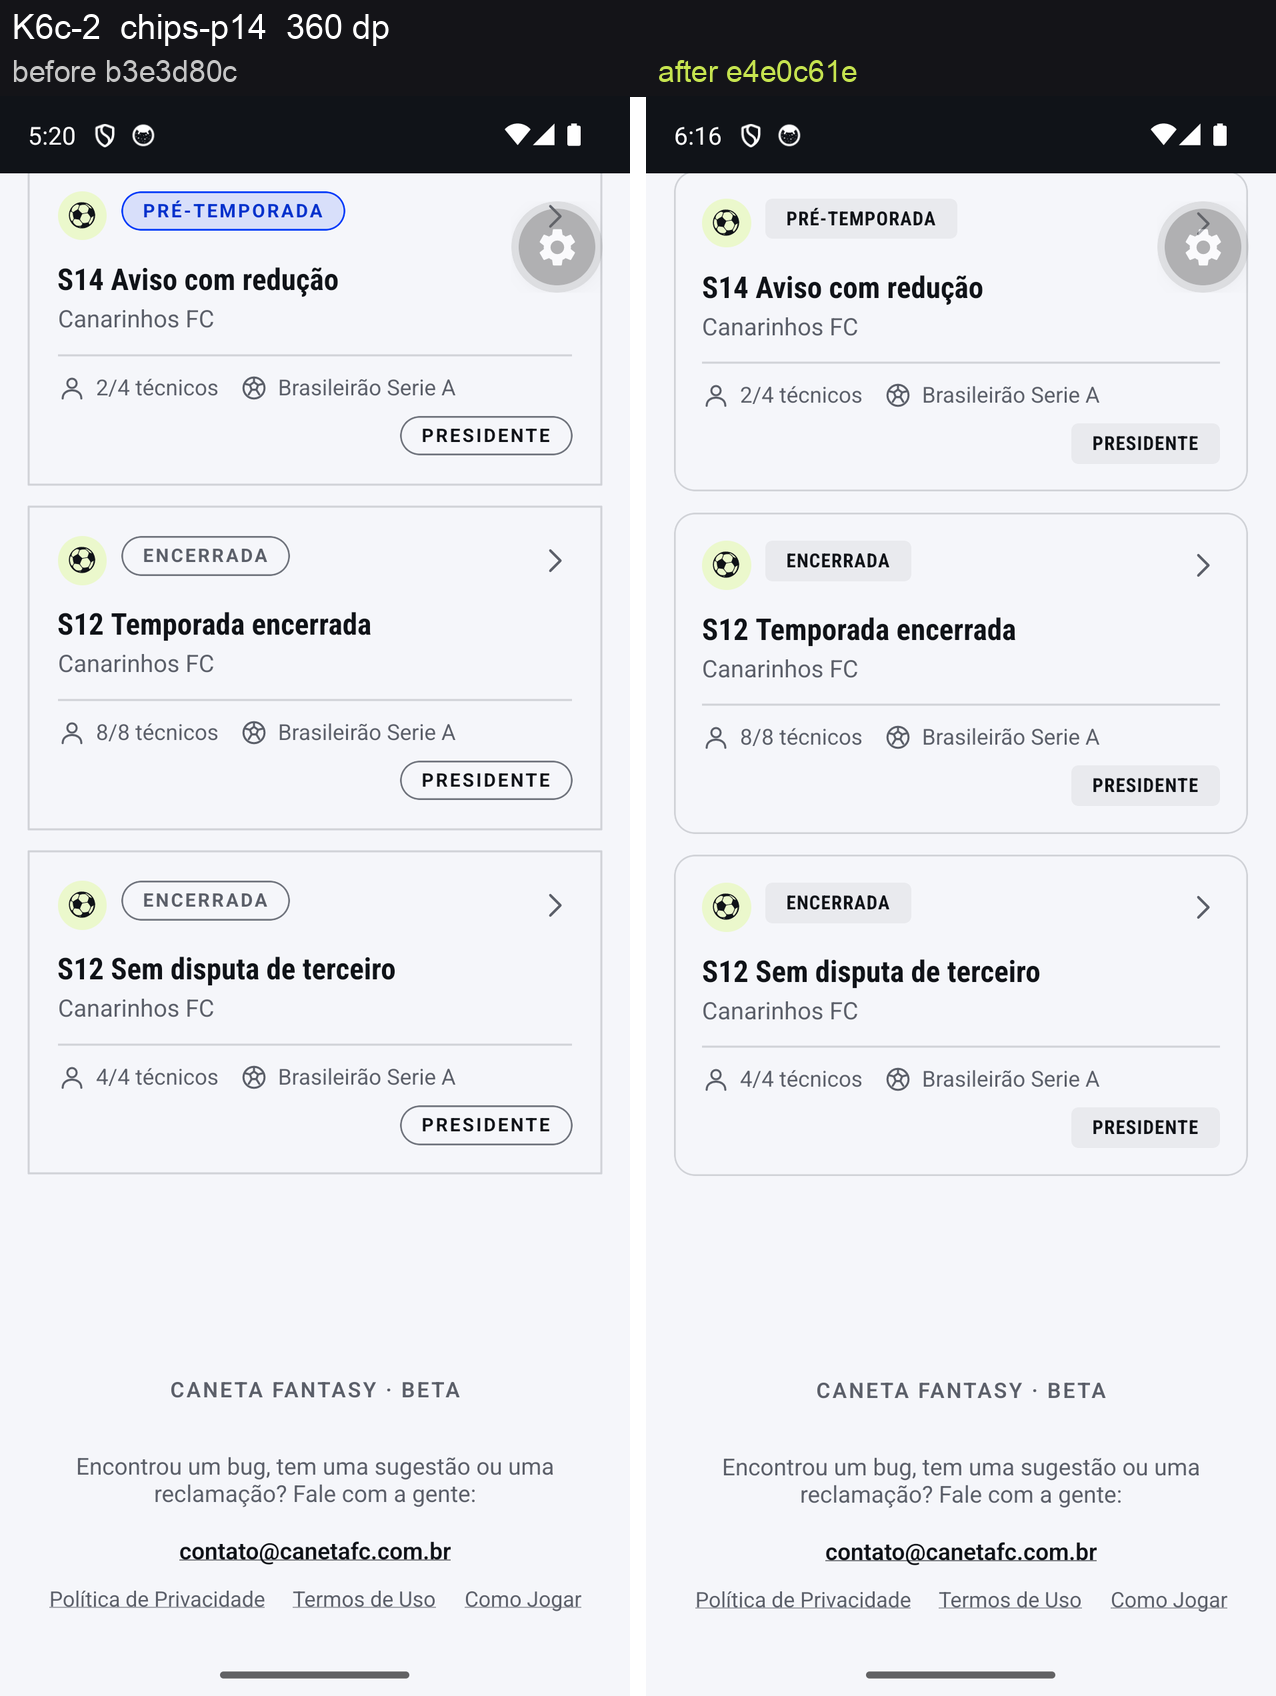 K6c-2 chips-p14 360 dp
before b3e3d80c
after e4e0c61e
5:20
PRÉ-TEMPORADA
S14 Aviso com redução
Canarinhos FC
2/4 técnicos Brasileirão Serie A
PRESIDENTE
ENCERRADA
S12 Temporada encerrada
Canarinhos FC
8/8 técnicos Brasileirão Serie A
PRESIDENTE
ENCERRADA
S12 Sem disputa de terceiro
Canarinhos FC
4/4 técnicos Brasileirão Serie A
PRESIDENTE
CANETA FANTASY · BETA
Encontrou um bug, tem uma sugestão ou uma
reclamação? Fale com a gente:
contato@canetafc.com.br
Política de Privacidade Termos de Uso Como Jogar
6:16
PRÉ-TEMPORADA
S14 Aviso com redução
Canarinhos FC
2/4 técnicos Brasileirão Serie A
PRESIDENTE
ENCERRADA
S12 Temporada encerrada
Canarinhos FC
8/8 técnicos Brasileirão Serie A
PRESIDENTE
ENCERRADA
S12 Sem disputa de terceiro
Canarinhos FC
4/4 técnicos Brasileirão Serie A
PRESIDENTE
CANETA FANTASY · BETA
Encontrou um bug, tem uma sugestão ou uma
reclamação? Fale com a gente:
contato@canetafc.com.br
Política de Privacidade Termos de Uso Como Jogar